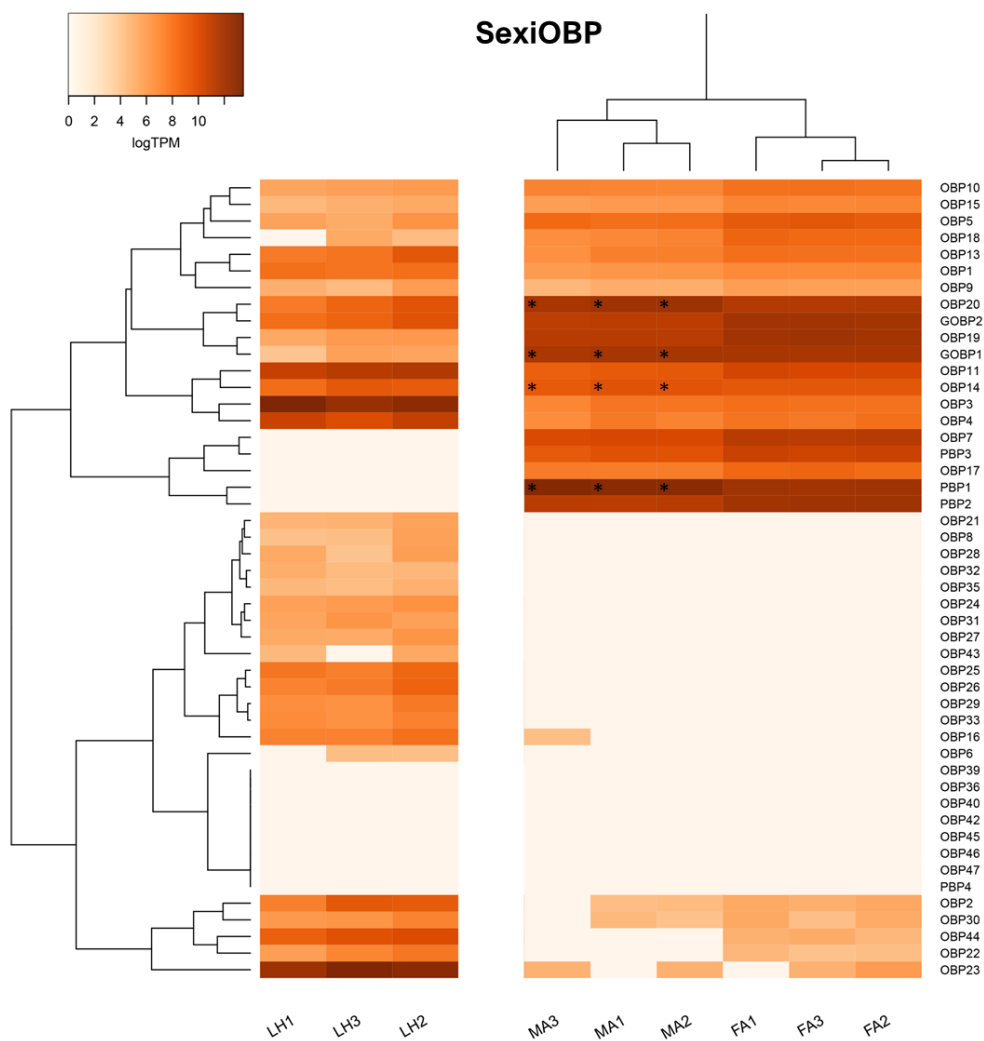 SexiOBP
0 2 4 6 8 10
logTPM
OBP10
OBP15
OBP5
OBP18
OBP13
OBP1
OBP9
* * * OBP20
GOBP2
OBP19
* * * GOBP1
OBP11
* * * OBP14
OBP3
OBP4
OBP7
PBP3
OBP17
* * * PBP1
PBP2
OBP21
OBP8
OBP28
OBP32
OBP35
OBP24
OBP31
OBP27
OBP43
OBP25
OBP26
OBP29
OBP33
OBP16
OBP6
OBP39
OBP36
OBP40
OBP42
OBP45
OBP46
OBP47
PBP4
OBP2
OBP30
OBP44
OBP22
OBP23
LH1 LH3 LH2 MA3 MA1 MA2 FA1 FA3 FA2